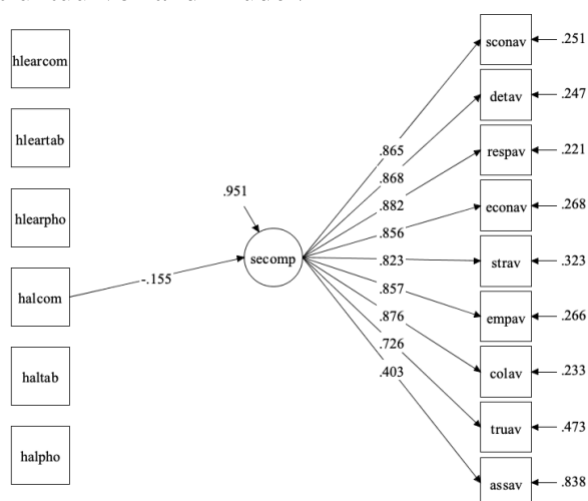 hlearcom
hleartab
hlearpho
halcom
haltab
halpho
-.155
.951
secomp
.865
.868
.882
.856
.823
.857
.876
.726
.403
sconav
.251
detav
.247
respav
.221
econav
.268
strav
.323
empav
.266
colav
.233
truav
.473
assav
.838